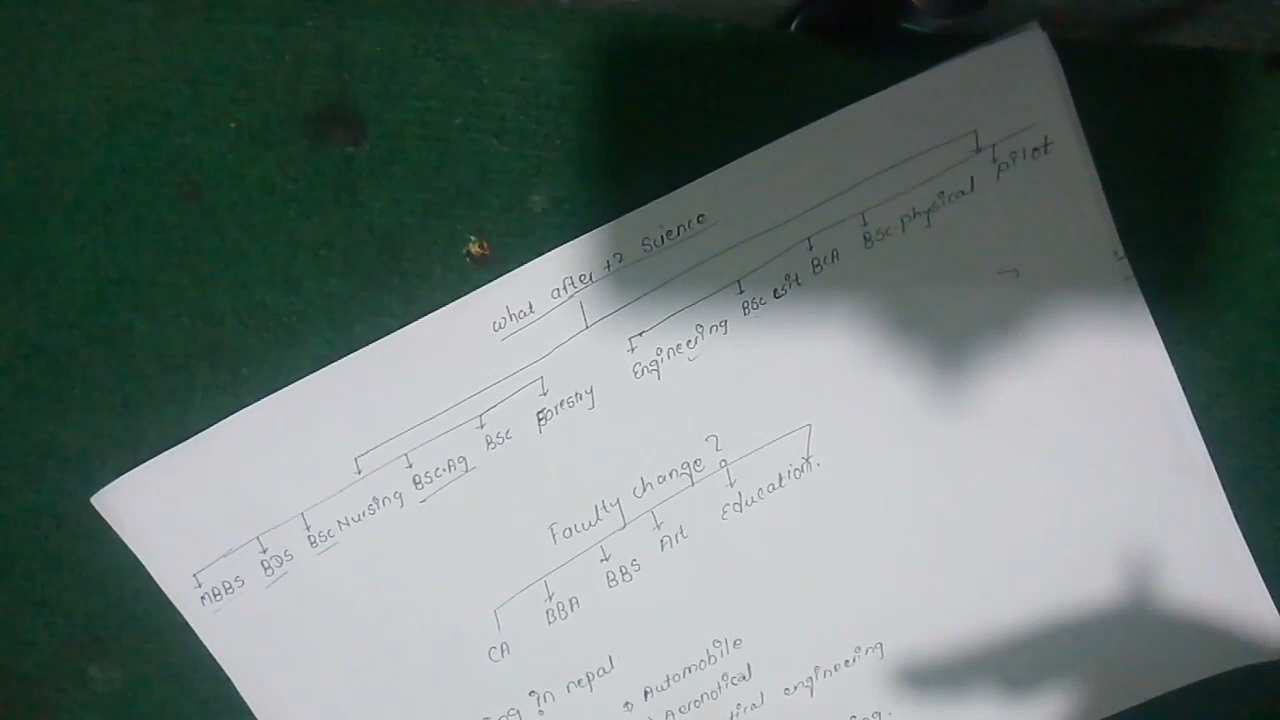 What after +2 Science
MBBS BDS BSc Nursing BSc.Ag BSc Forestry Engineering BSc csit BCA BSc.physical pilot
Faculty change?
CA BBA BBS Art Education.
in nepal
Automobile
Aeronotical
engineering